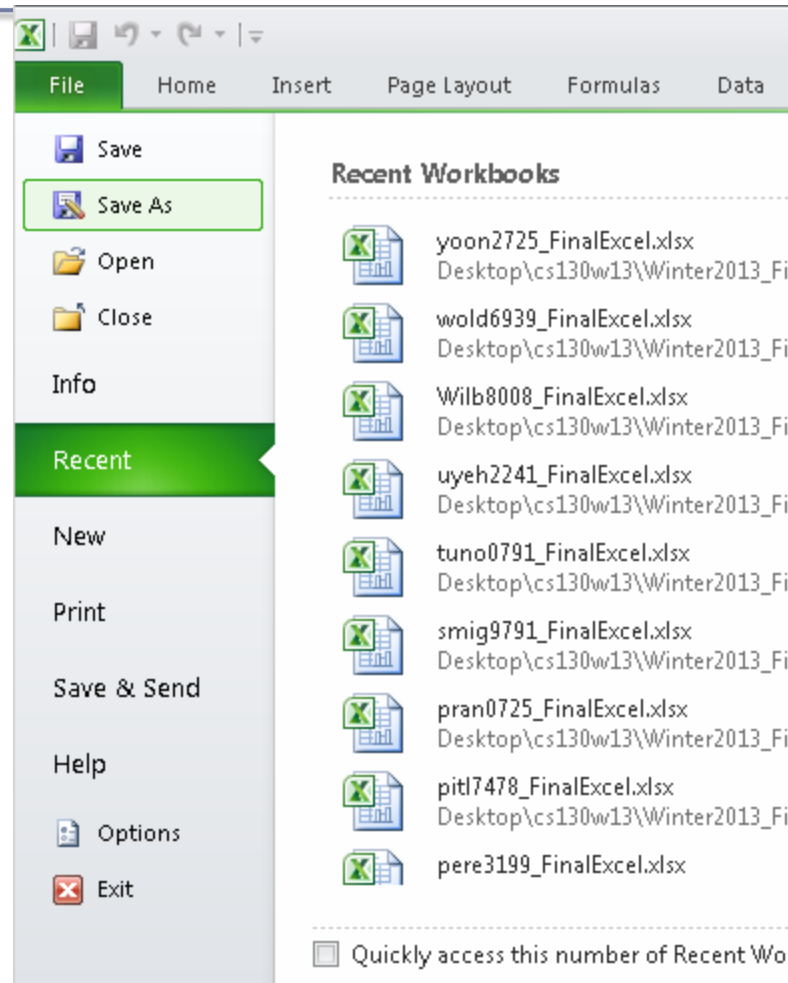 File Home Insert Page Layout Formulas Data
Save
Save As
Open
Close
Info
Recent
New
Print
Save & Send
Help
Options
Exit
Recent Workbooks
yoon2725_FinalExcel.xlsx
Desktop\cs130w13\Winter2013_Fi
wold6939_FinalExcel.xlsx
Desktop\cs130w13\Winter2013_Fi
Wilb8008_FinalExcel.xlsx
Desktop\cs130w13\Winter2013_Fi
uyeh2241_FinalExcel.xlsx
Desktop\cs130w13\Winter2013_Fi
tuno0791_FinalExcel.xlsx
Desktop\cs130w13\Winter2013_Fi
smig9791_FinalExcel.xlsx
Desktop\cs130w13\Winter2013_Fi
pran0725_FinalExcel.xlsx
Desktop\cs130w13\Winter2013_Fi
pitl7478_FinalExcel.xlsx
Desktop\cs130w13\Winter2013_Fi
pere3199_FinalExcel.xlsx
Quickly access this number of Recent Wo